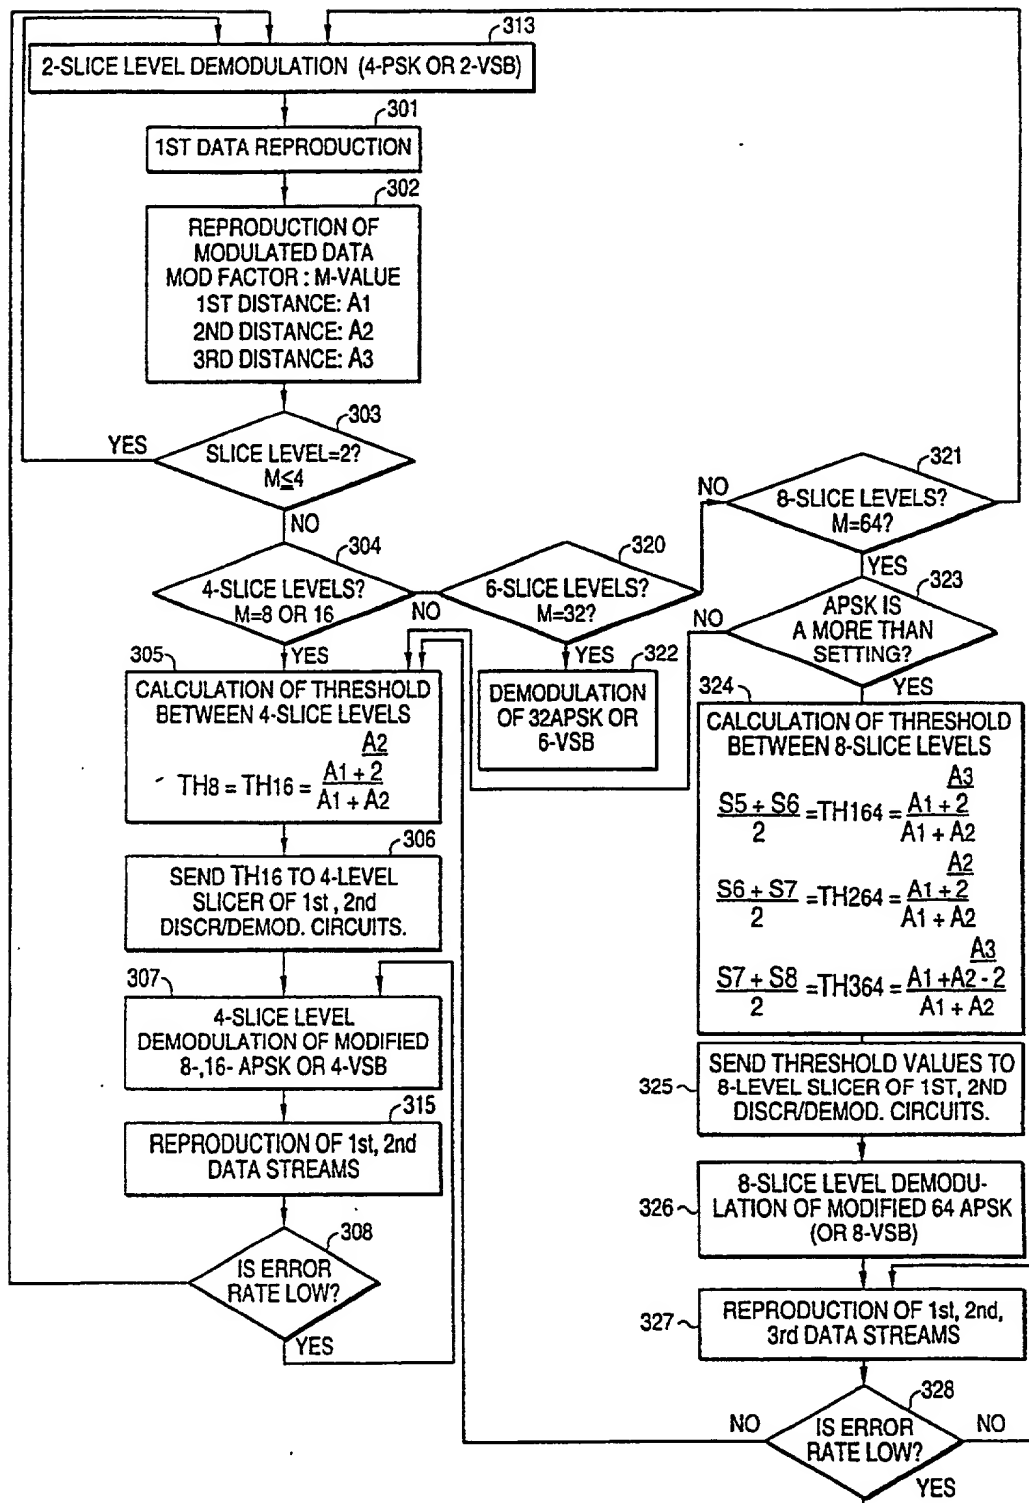 313
2-SLICE LEVEL DEMODULATION (4-PSK OR 2-VSB)
301
1ST DATA REPRODUCTION
302
REPRODUCTION OF
MODULATED DATA
MOD FACTOR : M-VALUE
1ST DISTANCE: A1
2ND DISTANCE: A2
3RD DISTANCE: A3
303
YES
SLICE LEVEL=2?
M≤4
NO
304
4-SLICE LEVELS?
M=8 OR 16
NO
YES
320
6-SLICE LEVELS?
M=32?
NO
YES
321
8-SLICE LEVELS?
M=64?
YES
323
APSK IS
A MORE THAN
SETTING?
NO
YES
305
CALCULATION OF THRESHOLD
BETWEEN 4-SLICE LEVELS
A2
TH8 = TH16 = A1 + 2
A1 + A2
322
DEMODULATION
OF 32APSK OR
6-VSB
324
CALCULATION OF THRESHOLD
BETWEEN 8-SLICE LEVELS
A3
S5 + S6 =TH164 = A1 + 2
2 A1 + A2
A2
S6 + S7 =TH264 = A1 + 2
2 A1 + A2
A3
S7 + S8 =TH364 = A1 +A2 - 2
2 A1 + A2
306
SEND TH16 TO 4-LEVEL
SLICER OF 1st , 2nd
DISCR/DEMOD. CIRCUITS.
307
4-SLICE LEVEL
DEMODULATION OF MODIFIED
8-,16- APSK OR 4-VSB
315
REPRODUCTION OF 1st, 2nd
DATA STREAMS
308
IS ERROR
RATE LOW?
YES
325
SEND THRESHOLD VALUES TO
8-LEVEL SLICER OF 1ST, 2ND
DISCR/DEMOD. CIRCUITS.
326
8-SLICE LEVEL DEMODU-
LATION OF MODIFIED 64 APSK
(OR 8-VSB)
327
REPRODUCTION OF 1st, 2nd,
3rd DATA STREAMS
328
NO
IS ERROR
RATE LOW?
NO
YES